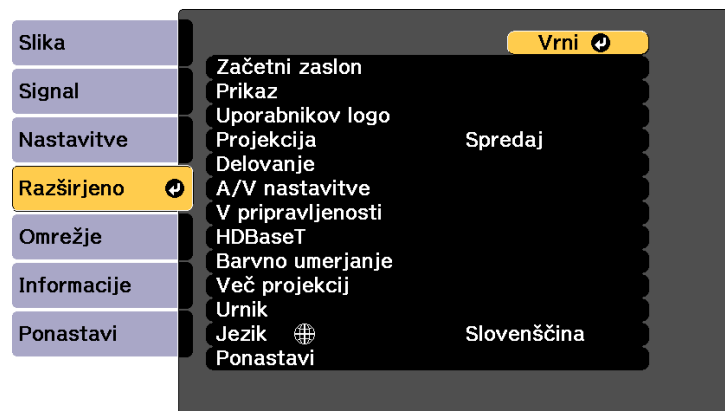 Slika
Signal
Nastavitve
Razširjeno
Omrežje
Informacije
Ponastavi
Vrni
Začetni zaslon
Prikaz
Uporabnikov logo
Projekcija Spredaj
Delovanje
A/V nastavitve
V pripravljenosti
HDBaseT
Barvno umerjanje
Več projekcij
Urnik
Jezik Slovenščina
Ponastavi